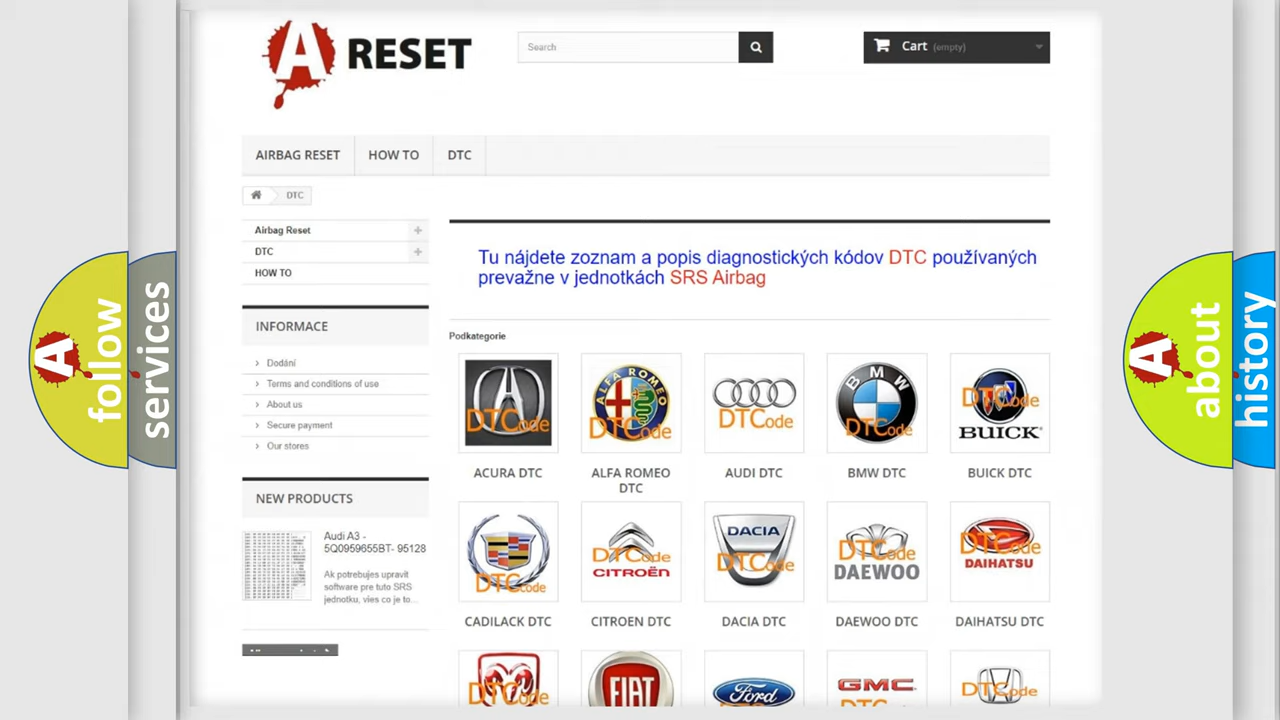 A RESET
Search
Cart (empty)
AIRBAG RESET
HOW TO
DTC
DTC
Airbag Reset
DTC
HOW TO
Tu nájdete zoznam a popis diagnostických kódov DTC používaných
prevažne v jednotkách SRS Airbag
INFORMACE
Dodání
Terms and conditions of use
About us
Secure payment
Our stores
Podkategorie
DTCode
ALFA ROMEO
DTCode
DTCode
BMW
DTCode
DTCode
BUICK
ACURA DTC
ALFA ROMEO
DTC
AUDI DTC
BMW DTC
BUICK DTC
NEW PRODUCTS
Audi A3 -
5Q0959655BT- 95128
Ak potrebujes upravit
software pre tuto SRS
jednotku, vies co je to...
DTCode
DTCode
CITROËN
DACIA
DTCode
DTCode
DAEWOO
DTCode
DAIHATSU
CADILACK DTC
CITROEN DTC
DACIA DTC
DAEWOO DTC
DAIHATSU DTC
DTCode
FIAT
Ford
GMC
DTCode
A follow
services
A about
history